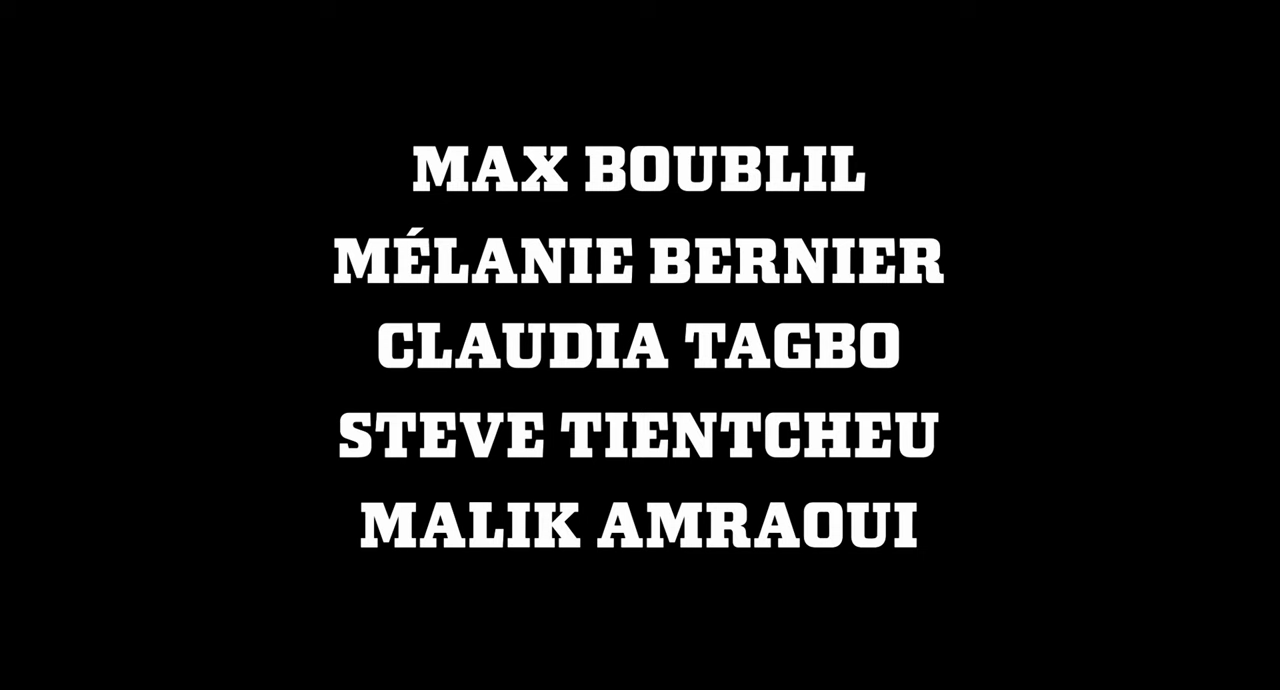 MAX BOUBLIL
MÉLANIE BERNIER
CLAUDIA TAGBO
STEVE TIENTCHEU
MALIK AMRAOUI